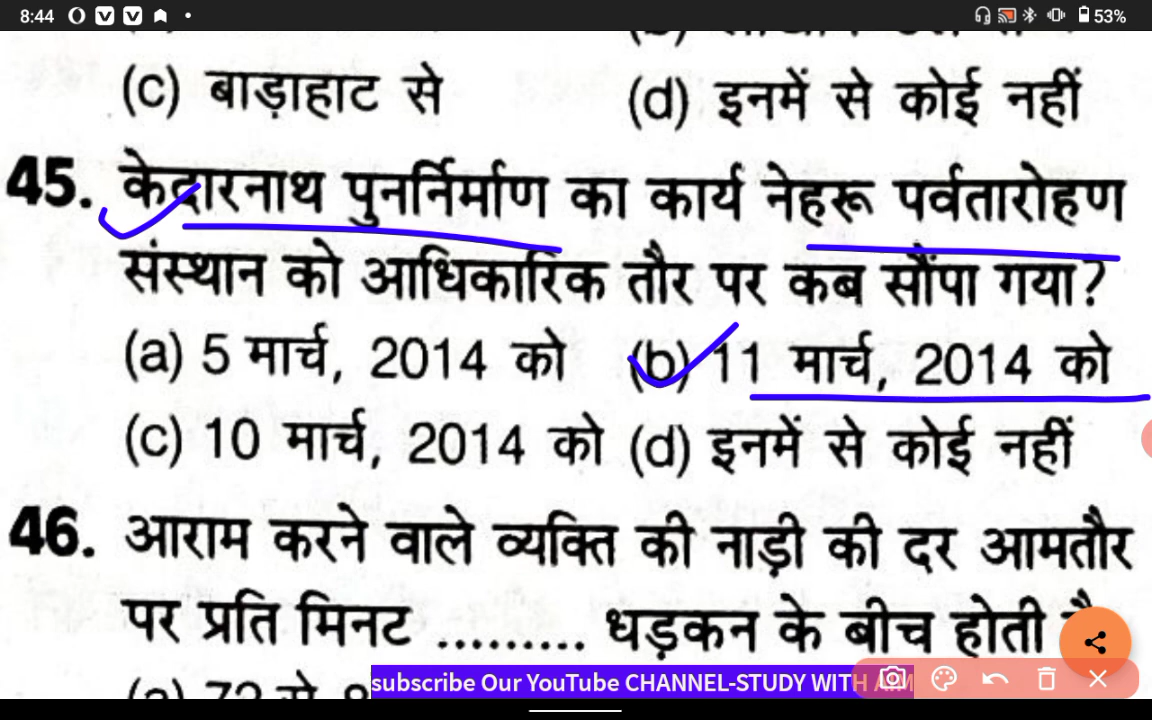 8:44
53%
(c) बाड़ाहाट से (d) इनमें से कोई नहीं
45. केदारनाथ पुनर्निर्माण का कार्य नेहरू पर्वतारोहण
संस्थान को आधिकारिक तौर पर कब सौंपा गया?
(a) 5 मार्च, 2014 को (b) 11 मार्च, 2014 को
(c) 10 मार्च, 2014 को (d) इनमें से कोई नहीं
46. आराम करने वाले व्यक्ति की नाड़ी की दर आमतौर
पर प्रति मिनट ......... धड़कन के बीच होती
subscribe Our YouTube CHANNEL-STUDY WITH AIM